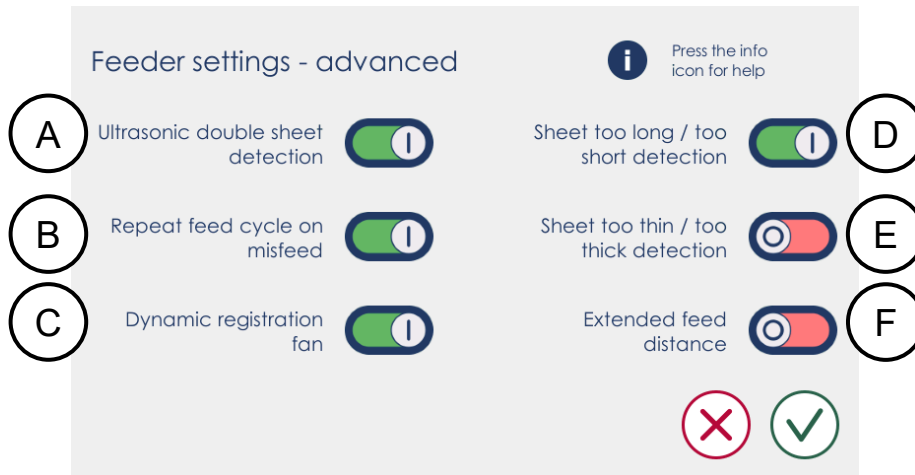 Feeder settings - advanced
i
Press the info
icon for help
A
Ultrasonic double sheet
detection
D
Sheet too long / too
short detection
B
Repeat feed cycle on
misfeed
E
Sheet too thin / too
thick detection
C
Dynamic registration
fan
F
Extended feed
distance